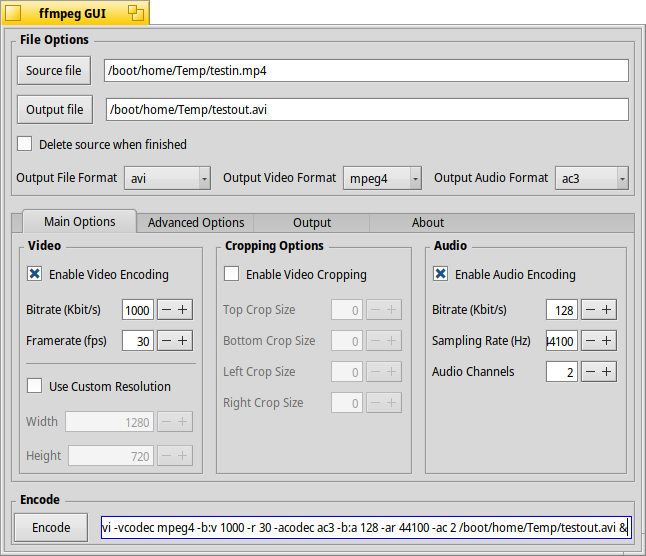 ffmpeg GUI
File Options
Source file /boot/home/Temp/testin.mp4
Output file /boot/home/Temp/testout.avi
Delete source when finished
Output File Format avi Output Video Format mpeg4 Output Audio Format ac3
Main Options Advanced Options Output About
Video Cropping Options Audio
Enable Video Encoding Enable Video Cropping Enable Audio Encoding
Bitrate (Kbit/s) 1000 Top Crop Size 0 Bitrate (Kbit/s) 128
Framerate (fps) 30 Bottom Crop Size 0 Sampling Rate (Hz) 44100
Left Crop Size 0 Audio Channels 2
Use Custom Resolution Right Crop Size 0
Width 1280
Height 720
Encode
Encode vi -vcodec mpeg4 -b:v 1000 -r 30 -acodec ac3 -b:a 128 -ar 44100 -ac 2 /boot/home/Temp/testout.avi &